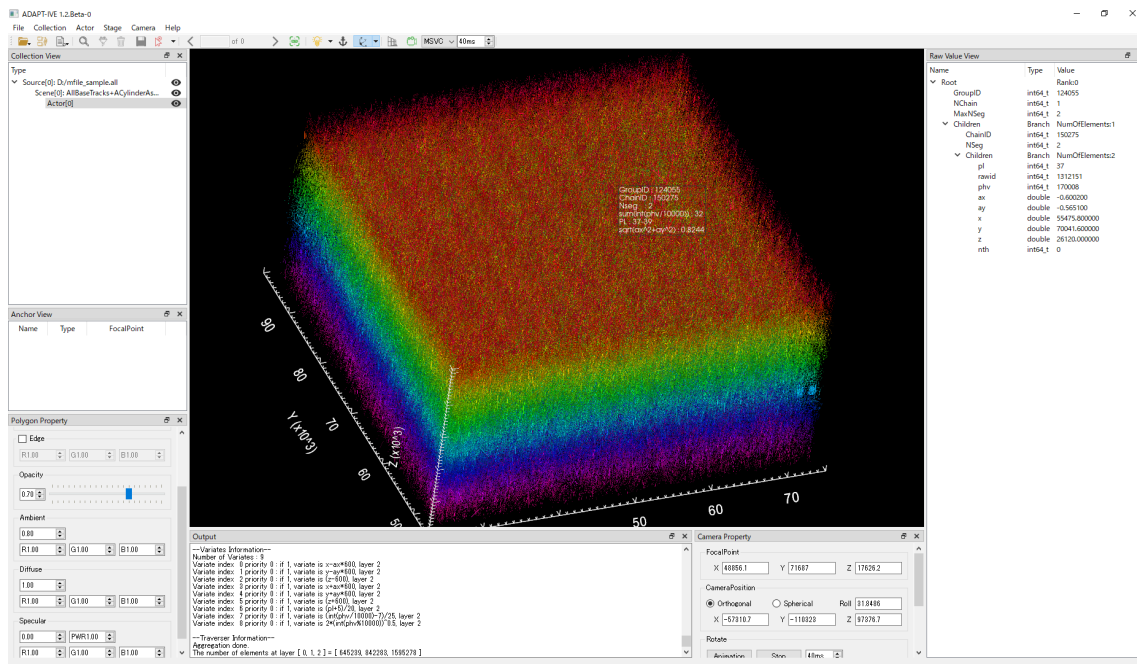 ADAPT-IVE 1.2.Beta-0
File Collection Actor Stage Camera Help
of 0 MSVC 40ms
Collection View
Type
Source[0]: D:/mfile_sample.all
Scene[0]: AllBaseTracks+ACylinderAs...
Actor[0]
Anchor View
Name Type FocalPoint
Polygon Property
Edge
R1.00 G1.00 B1.00
Opacity
0.70
Ambient
0.80
R1.00 G1.00 B1.00
Diffuse
1.00
R1.00 G1.00 B1.00
Specular
0.00 PWR1.00
R1.00 G1.00 B1.00
GroupID : 124055
ChainID : 150275
Nseg : 2
sum(int(phv/10000)) : 32
PL : 37-39
sqrt(ax^2+ay^2) : 0.8244
90
80
70
60
50
Y (x10^3)
Z (x10^3)
50
60
70
Output
--Variates Information--
Number of Variates : 9
Variate index 0 priority 0 : if 1, variate is x-ax*600, layer 2
Variate index 1 priority 0 : if 1, variate is y-ay*600, layer 2
Variate index 2 priority 0 : if 1, variate is (z-600), layer 2
Variate index 3 priority 0 : if 1, variate is x+ax*600, layer 2
Variate index 4 priority 0 : if 1, variate is y+ay*600, layer 2
Variate index 5 priority 0 : if 1, variate is (z+600), layer 2
Variate index 6 priority 0 : if 1, variate is (pl+5)/20, layer 2
Variate index 7 priority 0 : if 1, variate is (int(phv/10000)-7)/25, layer 2
Variate index 8 priority 0 : if 1, variate is 2*(int(phv%10000))^0.5, layer 2
--Traverser Information--
Aggregation done.
The number of elements at layer [ 0, 1, 2 ] = [ 645239, 842283, 1595278 ]
Camera Property
FocalPoint
X 48856.1 Y 71687 Z 17626.2
CameraPosition
Orthogonal Spherical Roll 31.8486
X -57310.7 Y -110323 Z 97376.7
Rotate
Animation Stop 40ms
Raw Value View
Name Type Value
Root Rank:0
GroupID int64_t 124055
NChain int64_t 1
MaxNSeg int64_t 2
Children Branch NumOfElements:1
ChainID int64_t 150275
NSeg int64_t 2
Children Branch NumOfElements:2
pl int64_t 37
rawid int64_t 1312151
phv int64_t 170008
ax double -0.600200
ay double -0.565100
x double 55475.800000
y double 70041.600000
z double 26120.000000
nth int64_t 0